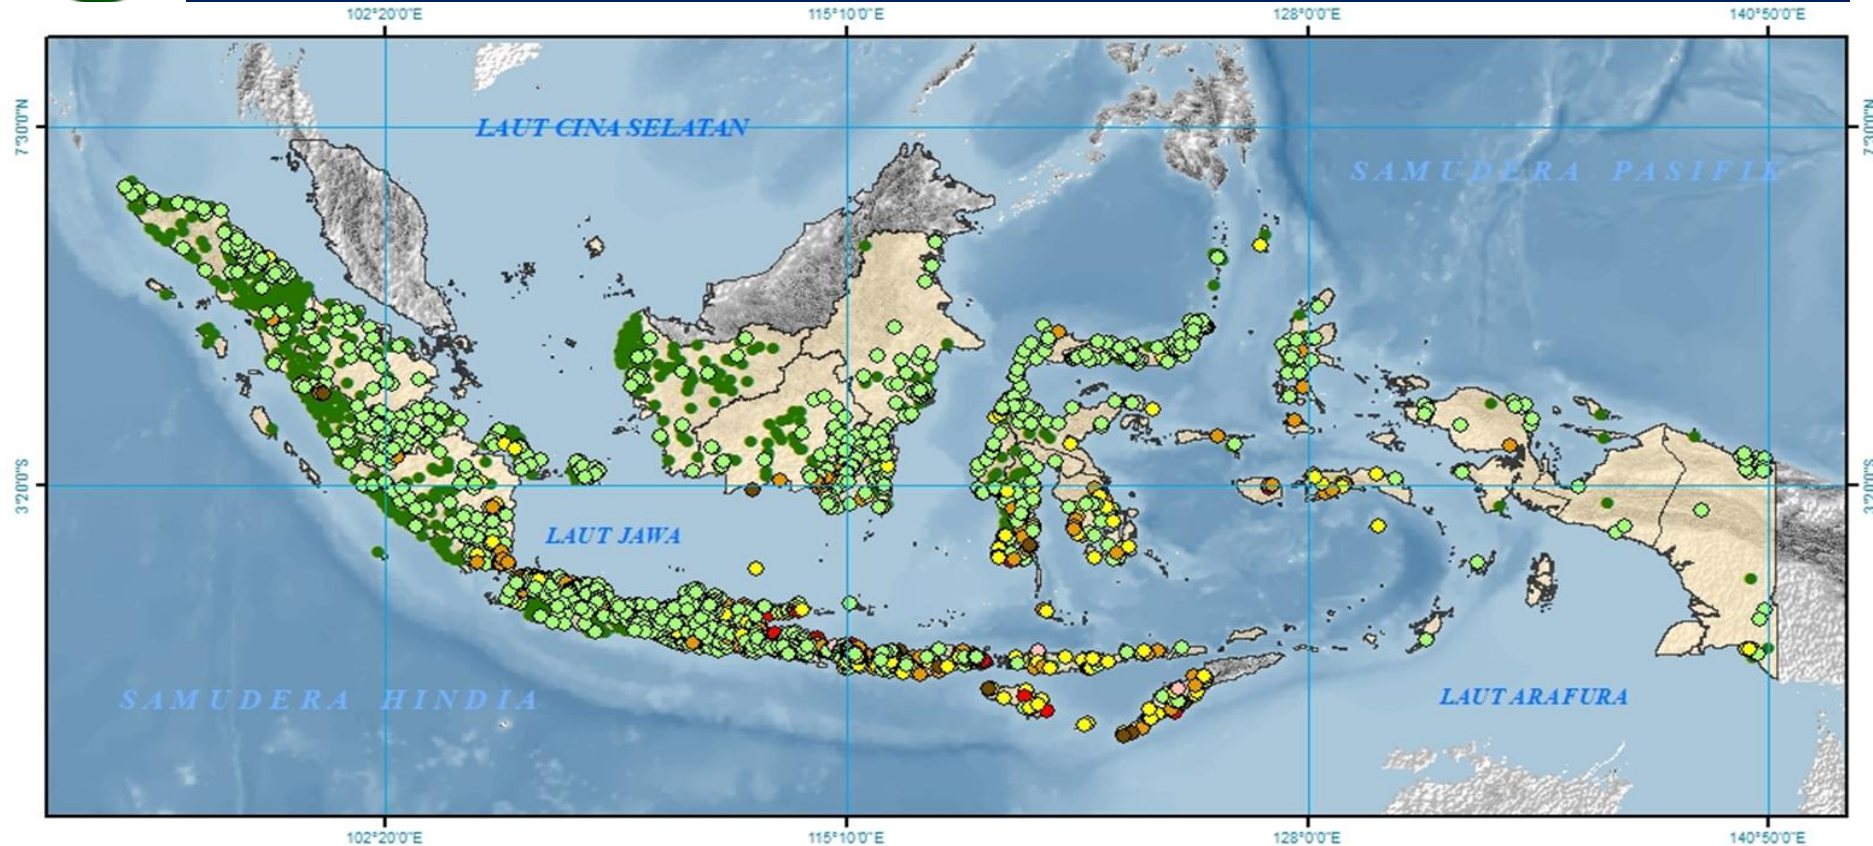 102°20'0"E 115°10'0"E 128°0'0"E 140°50'0"E
7°30'0"N 7°30'0"N
LAUT CINA SELATAN
SAMUDERA PASIFIK
3°20'0"S 3°20'0"S
LAUT JAWA
SAMUDERA HINDIA
LAUT ARAFURA
102°20'0"E 115°10'0"E 128°0'0"E 140°50'0"E